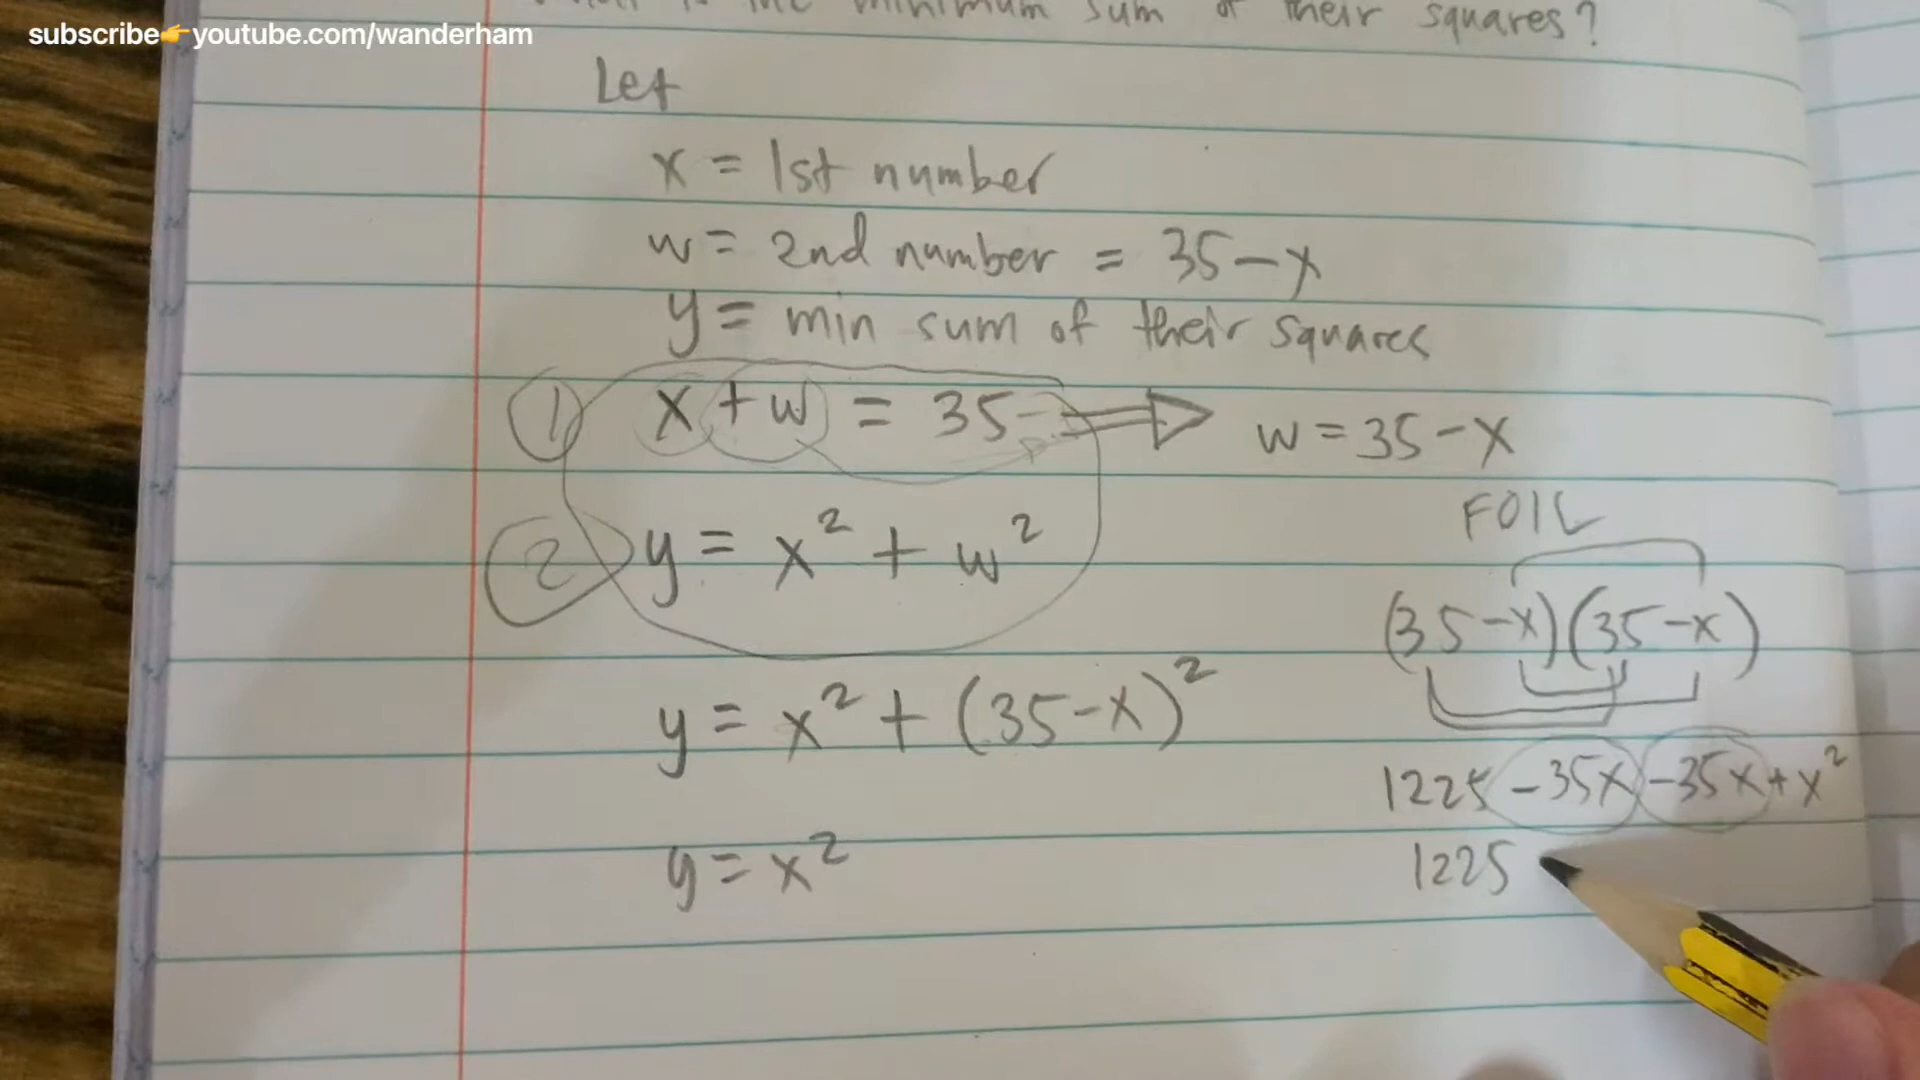 minimum sum of their squares?
subscribe👉youtube.com/wanderham
Let
x = 1st number
w = 2nd number = 35 - x
y = min sum of their squares
1 x + w = 35 ⇒ w = 35 - x
FOIL
2 y = x² + w²
(35 - x)(35 - x)
y = x² + (35 - x)²
1225 - 35x - 35x + x²
y = x²
1225